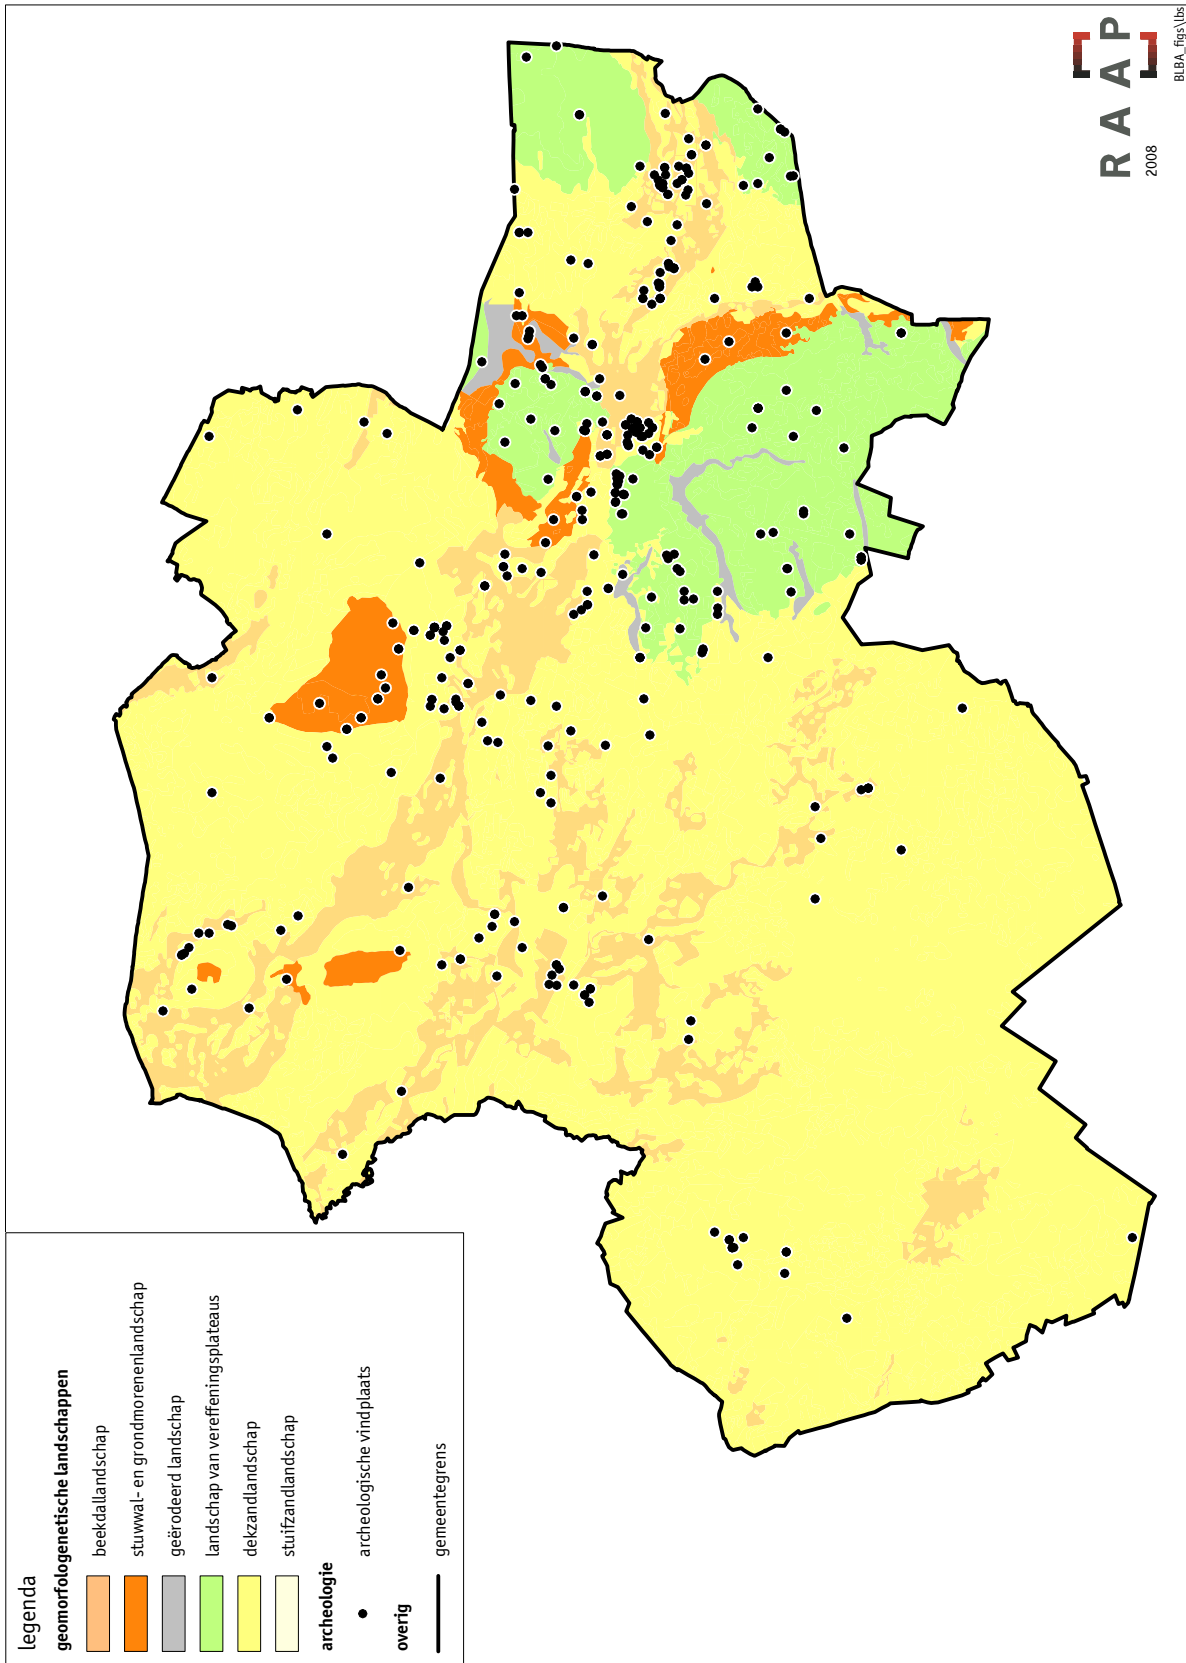 legenda
geomorfologenetische landschappen
beekdallandschap
stuwwal- en grondmorenenlandschap
geërodeerd landschap
landschap van vereffeningsplateaus
dekzandlandschap
stuifzandlandschap
archeologie
archeologische vindplaats
overig
gemeentegrens
RAAP
2008
BLBA_figs\lbs